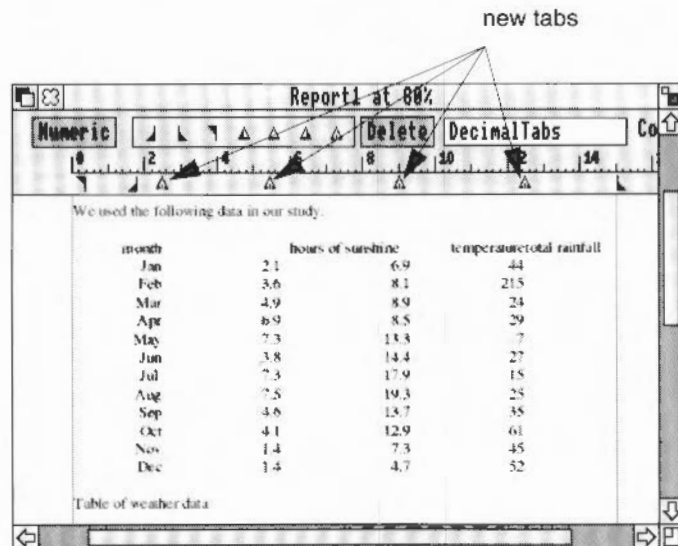 new tabs
Report1 at 80%
Numeric Delete DecimalTabs Co
0 2 4 6 8 10 12 14
We used the following data in our study.
month hours of sunshine temperaturetotal rainfall
Jan 2.1 6.9 44
Feb 3.6 8.1 215
Mar 4.9 8.9 24
Apr 6.9 8.5 29
May 7.3 13.3 7
Jun 3.8 14.4 27
Jul 7.3 17.9 15
Aug 7.5 19.3 25
Sep 4.6 13.7 35
Oct 4.1 12.9 61
Nov 1.4 7.3 45
Dec 1.4 4.7 52
Table of weather data